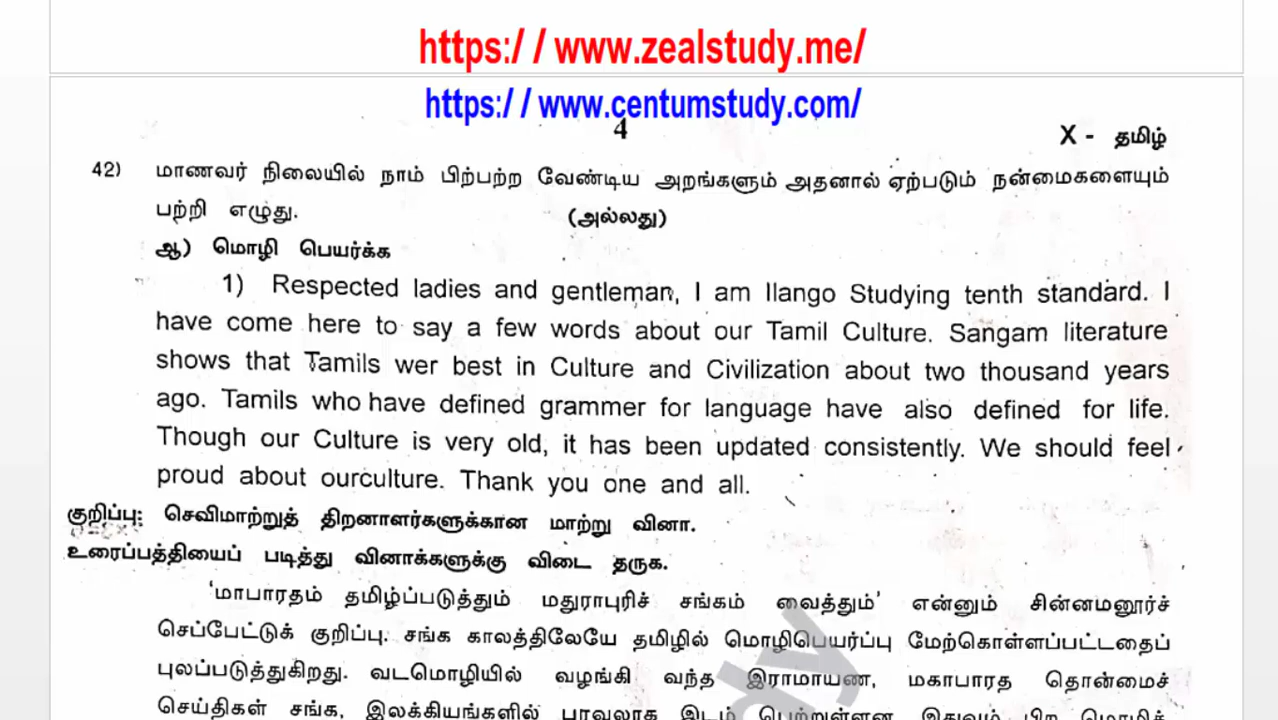 https:/ / www.zealstudy.me/
https:/ / www.centumstudy.com/
4
X - தமிழ்
42) மாணவர் நிலையில் நாம் பிற்பற்ற வேண்டிய அறங்களும் அதனால் ஏற்படும் நன்மைகளையும்
பற்றி எழுது. (அல்லது)
ஆ) மொழி பெயர்க்க
1) Respected ladies and gentleman, I am Ilango Studying tenth standard. I
have come here to say a few words about our Tamil Culture. Sangam literature
shows that Tamils wer best in Culture and Civilization about two thousand years
ago. Tamils who have defined grammer for language have also defined for life.
Though our Culture is very old, it has been updated consistently. We should feel
proud about ourculture. Thank you one and all.
குறிப்பு: செவிமாற்றுத் திறனாளர்களுக்கான மாற்று வினா.
உரைப்பத்தியைப் படித்து வினாக்களுக்கு விடை தருக.
'மாபாரதம் தமிழ்ப்படுத்தும் மதுராபுரிச் சங்கம் வைத்தும்' என்னும் சின்னமனூர்ச்
செப்பேட்டுக் குறிப்பு. சங்க காலத்திலேயே தமிழில் மொழிபெயர்ப்பு மேற்கொள்ளப்பட்டதைப்
புலப்படுத்துகிறது. வடமொழியில் வழங்கி வந்த இராமாயண, மகாபாரத தொன்மைச்
செய்திகள் சங்க, இலக்கியங்களில் பரவலாக இடம் பெற்றுள்ளன